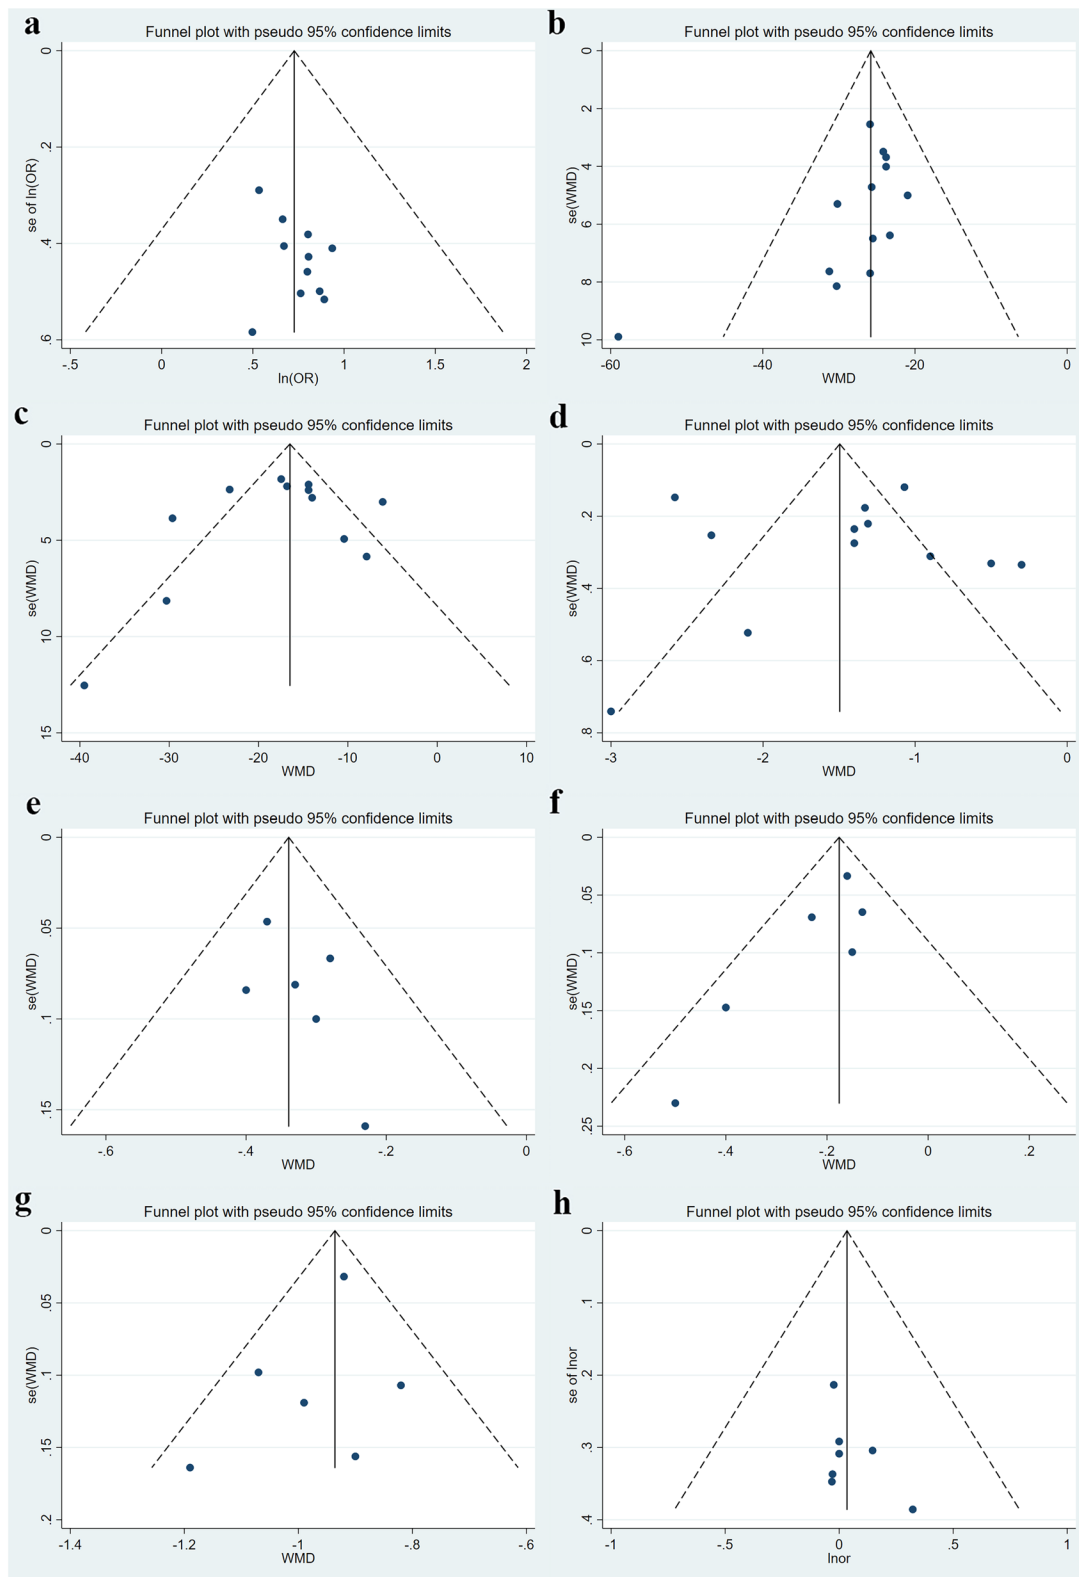 a
Funnel plot with pseudo 95% confidence limits
se of ln(OR)
0
.2
.4
.6
-.5 0 .5 1 1.5 2
ln(OR)
b
Funnel plot with pseudo 95% confidence limits
se(WMD)
0
2
4
6
8
10
-60 -40 -20 0
WMD
c
Funnel plot with pseudo 95% confidence limits
se(WMD)
0
5
10
15
-40 -30 -20 -10 0 10
WMD
d
Funnel plot with pseudo 95% confidence limits
se(WMD)
0
.2
.4
.6
.8
-3 -2 -1 0
WMD
e
Funnel plot with pseudo 95% confidence limits
se(WMD)
0
.05
.1
.15
-.6 -.4 -.2 0
WMD
f
Funnel plot with pseudo 95% confidence limits
se(WMD)
0
.05
.1
.15
.2
.25
-.6 -.4 -.2 0 .2
WMD
g
Funnel plot with pseudo 95% confidence limits
se(WMD)
0
.05
.1
.15
.2
-1.4 -1.2 -1 -.8 -.6
WMD
h
Funnel plot with pseudo 95% confidence limits
se of lnor
0
.1
.2
.3
.4
-1 -.5 0 .5 1
lnor